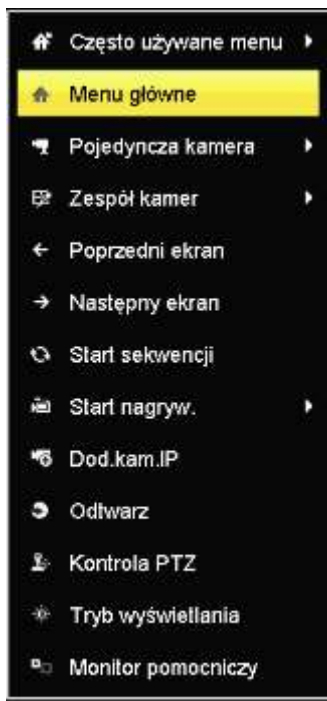 Często używane menu
Menu główne
Pojedyncza kamera
Zespół kamer
Poprzedni ekran
Następny ekran
Start sekwencji
Start nagryw.
Dod.kam.IP
Odtwarz
Kontrola PTZ
Tryb wyświetlania
Monitor pomocniczy